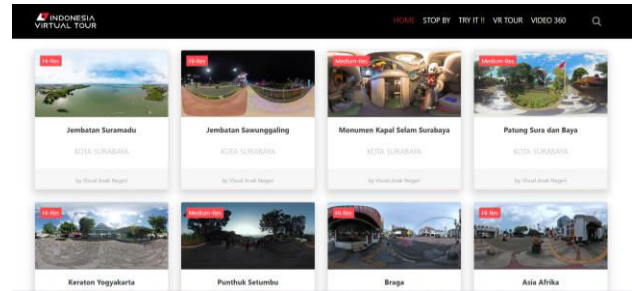 INDONESIA
VIRTUAL TOUR
HOME STOP BY TRY IT !! VR TOUR VIDEO 360
Hi-Res
Hi-Res
Medium-Res
Medium-Res
Jembatan Suramadu
Jembatan Sawunggaling
Monumen Kapal Selam Surabaya
Patung Sura dan Baya
KOTA SURABAYA
KOTA SURABAYA
KOTA SURABAYA
KOTA SURABAYA
by Visual Anak Negeri
by Visual Anak Negeri
by Visual Anak Negeri
by Visual Anak Negeri
Hi-Res
Medium-Res
Hi-Res
Hi-Res
Keraton Yogyakarta
Punthuk Setumbu
Braga
Asia Afrika